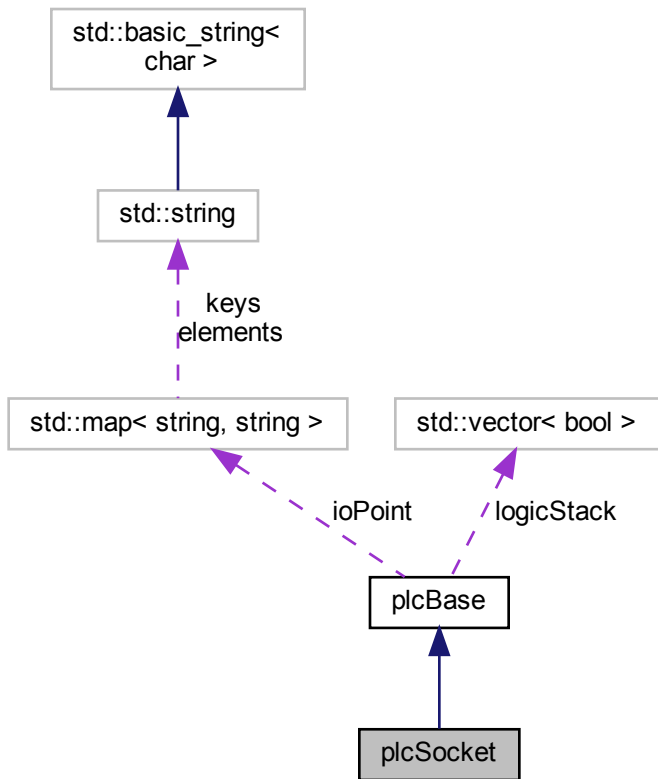 std::basic_string<
char >
std::string
keys
elements
std::map< string, string >
std::vector< bool >
ioPoint
logicStack
plcBase
plcSocket